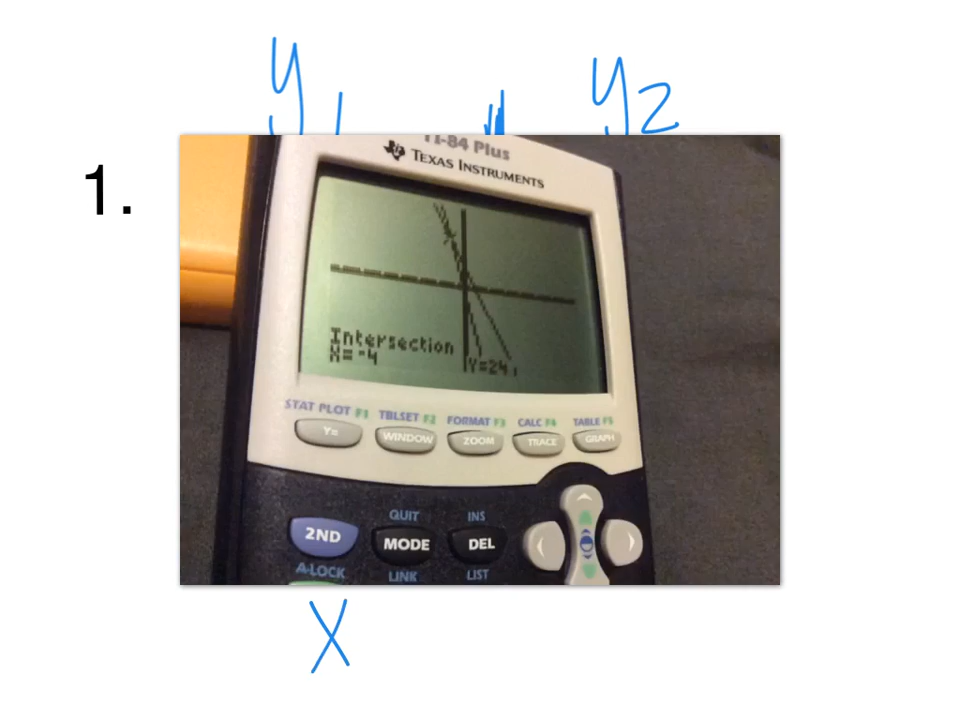 y1 y2
1.
TI-84 Plus
TEXAS INSTRUMENTS
Intersection
X=-4 Y=24
STAT PLOT F1 TBLSET F2 FORMAT F3 CALC F4 TABLE F5
Y= WINDOW ZOOM TRACE GRAPH
QUIT INS
2ND MODE DEL
A-LOCK LINK LIST
X